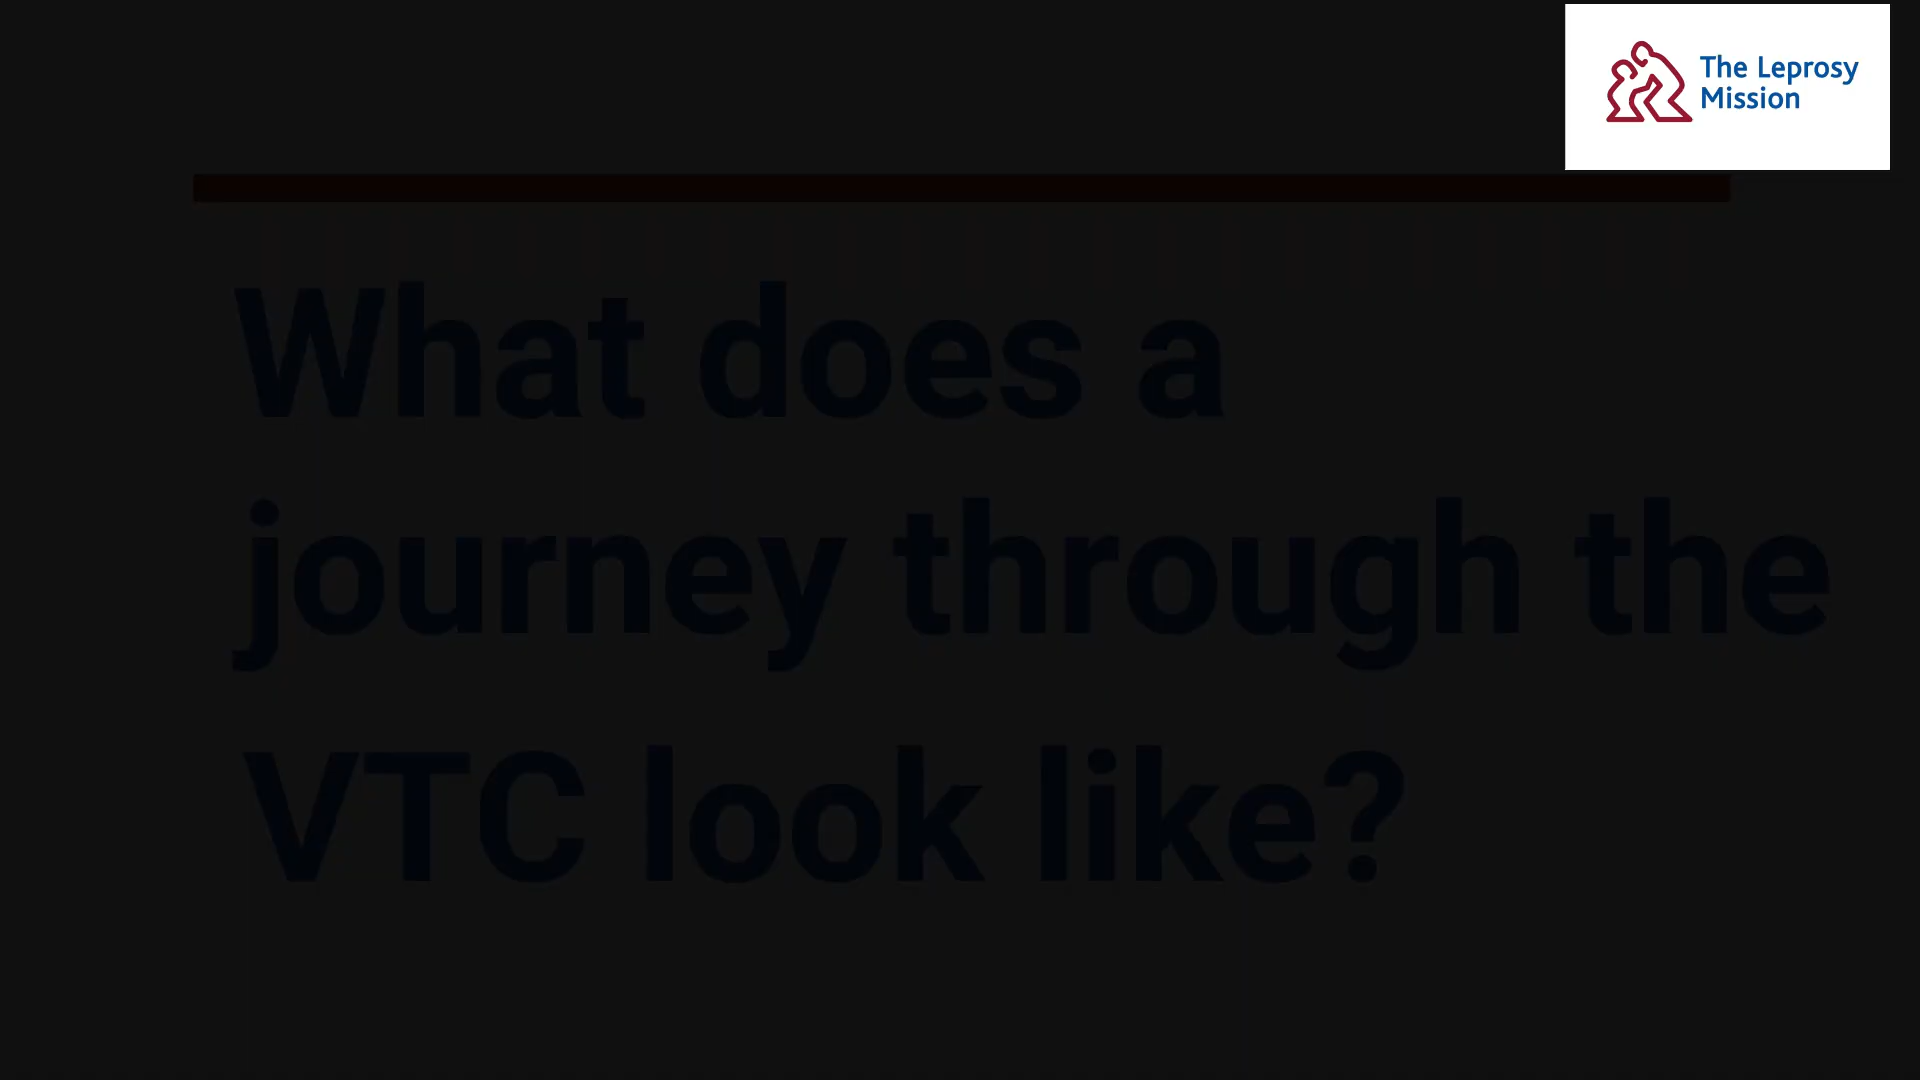 The Leprosy
Mission
What does a
journey through the
VTC look like?